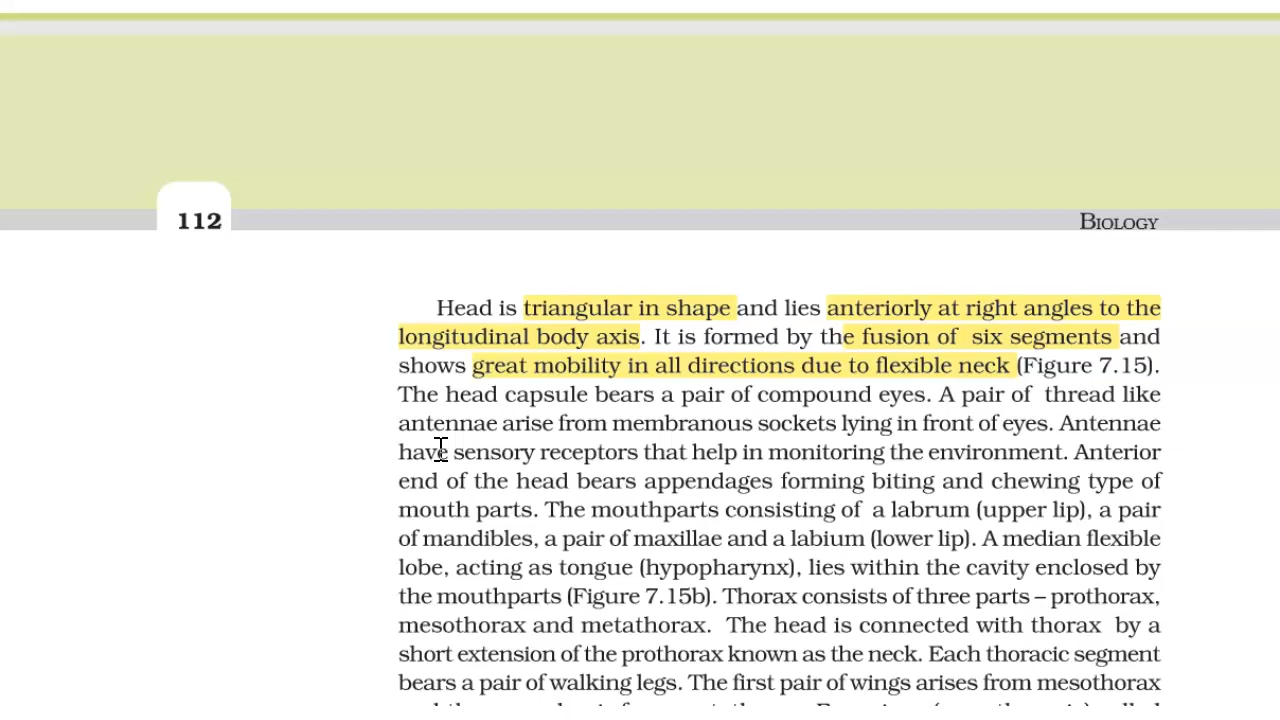 112
BIOLOGY
Head is triangular in shape and lies anteriorly at right angles to the
longitudinal body axis. It is formed by the fusion of six segments and
shows great mobility in all directions due to flexible neck (Figure 7.15).
The head capsule bears a pair of compound eyes. A pair of thread like
antennae arise from membranous sockets lying in front of eyes. Antennae
have sensory receptors that help in monitoring the environment. Anterior
end of the head bears appendages forming biting and chewing type of
mouth parts. The mouthparts consisting of a labrum (upper lip), a pair
of mandibles, a pair of maxillae and a labium (lower lip). A median flexible
lobe, acting as tongue (hypopharynx), lies within the cavity enclosed by
the mouthparts (Figure 7.15b). Thorax consists of three parts – prothorax,
mesothorax and metathorax. The head is connected with thorax by a
short extension of the prothorax known as the neck. Each thoracic segment
bears a pair of walking legs. The first pair of wings arises from mesothorax